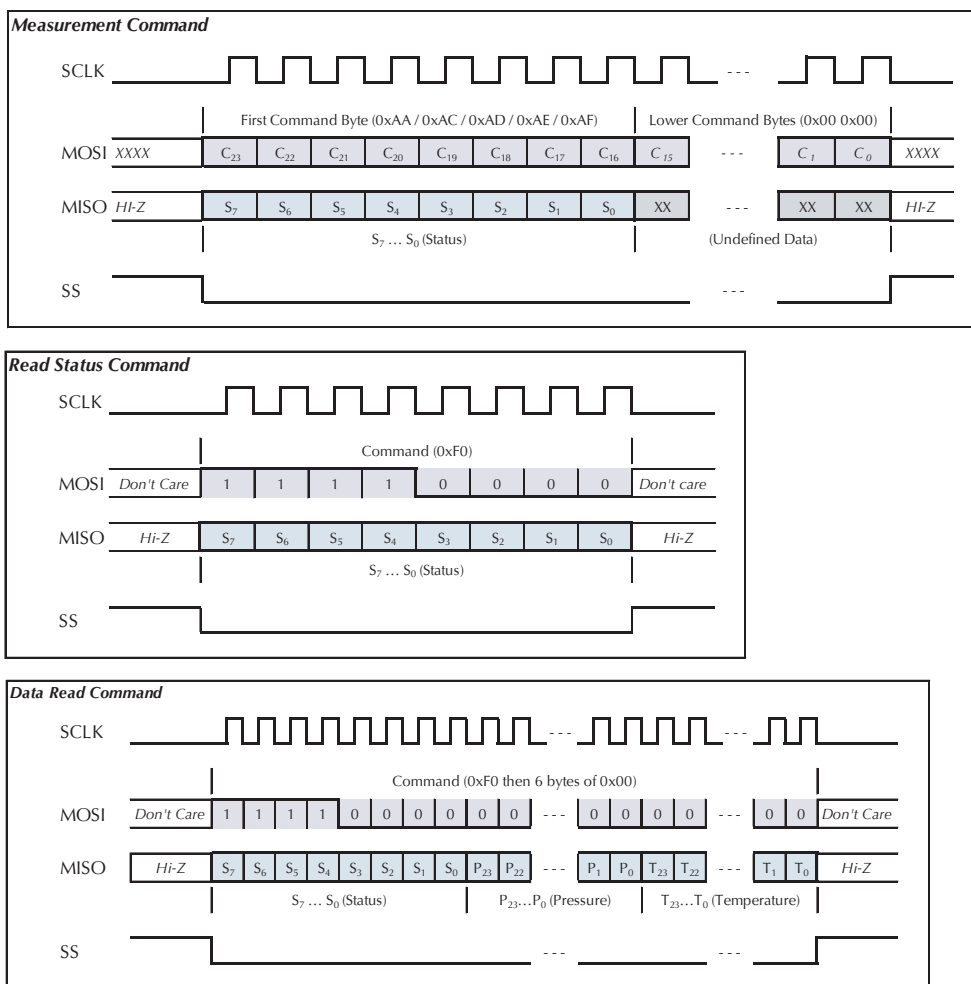 Measurement Command
SCLK - - -
First Command Byte (0xAA / 0xAC / 0xAD / 0xAE / 0xAF) Lower Command Bytes (0x00 0x00)
MOSI XXXX C23 C22 C21 C20 C19 C18 C17 C16 C15 - - - C1 C0 XXXX
MISO HI-Z S7 S6 S5 S4 S3 S2 S1 S0 XX - - - XX XX HI-Z
S7 … S0 (Status) (Undefined Data)
SS - - -
Read Status Command
SCLK
Command (0xF0)
MOSI Don't Care 1 1 1 1 0 0 0 0 Don't care
MISO Hi-Z S7 S6 S5 S4 S3 S2 S1 S0 Hi-Z
S7 … S0 (Status)
SS
Data Read Command
SCLK - - - - - -
Command (0xF0 then 6 bytes of 0x00)
MOSI Don't Care 1 1 1 1 0 0 0 0 0 0 - - - 0 0 0 0 - - - 0 0 Don't Care
MISO Hi-Z S7 S6 S5 S4 S3 S2 S1 S0 P23 P22 - - - P1 P0 T23 T22 - - - T1 T0 Hi-Z
S7 … S0 (Status) P23…P0 (Pressure) T23…T0 (Temperature)
SS - - - - - -